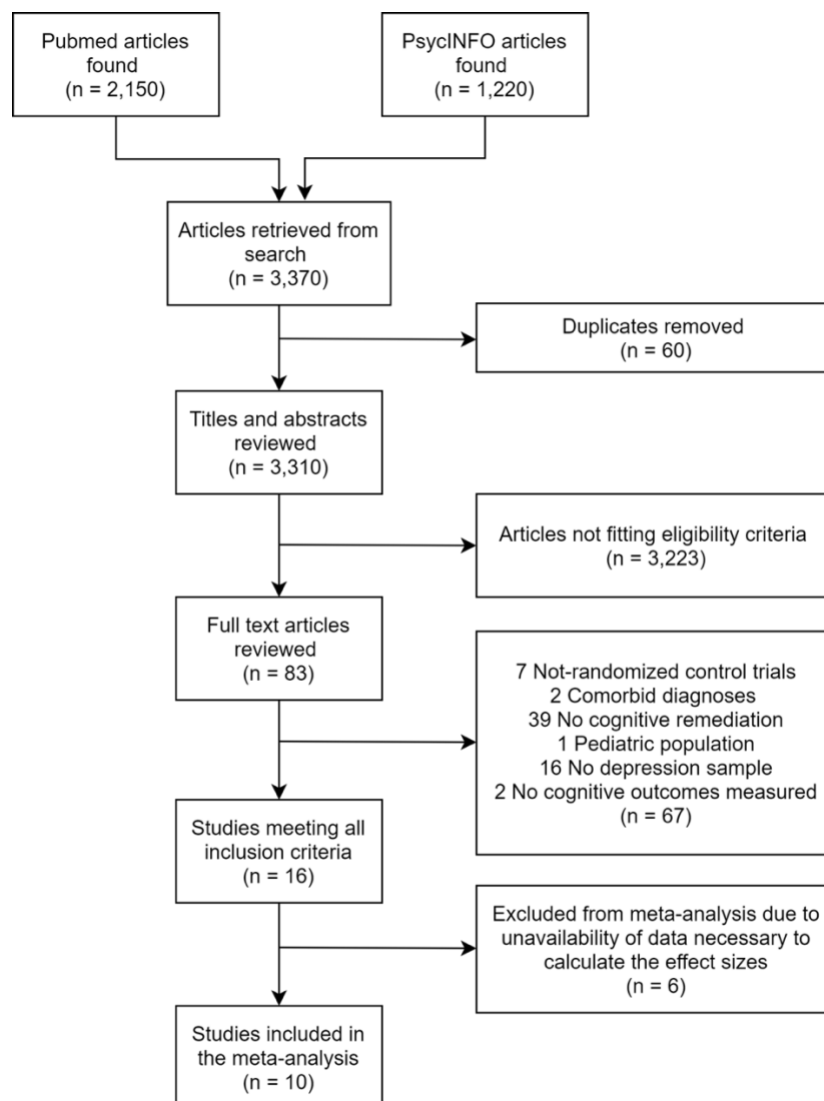 Pubmed articles
found
(n = 2,150)
PsycINFO articles
found
(n = 1,220)
Articles retrieved from
search
(n = 3,370)
Duplicates removed
(n = 60)
Titles and abstracts
reviewed
(n = 3,310)
Articles not fitting eligibility criteria
(n = 3,223)
Full text articles
reviewed
(n = 83)
7 Not-randomized control trials
2 Comorbid diagnoses
39 No cognitive remediation
1 Pediatric population
16 No depression sample
2 No cognitive outcomes measured
(n = 67)
Studies meeting all
inclusion criteria
(n = 16)
Excluded from meta-analysis due to
unavailability of data necessary to
calculate the effect sizes
(n = 6)
Studies included in
the meta-analysis
(n = 10)